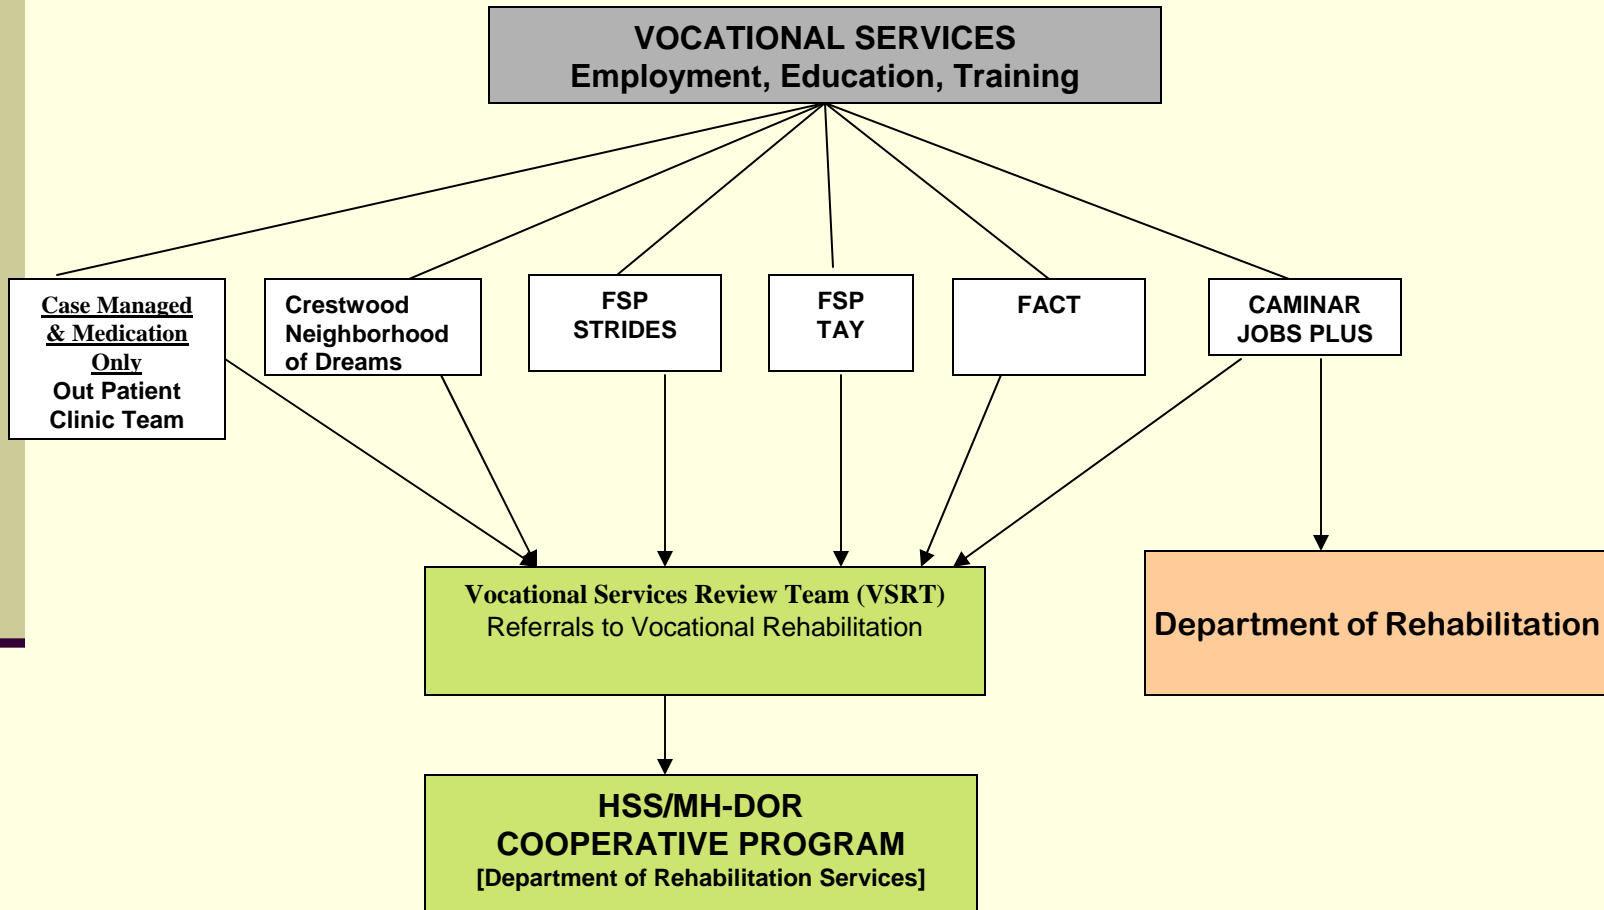 VOCATIONAL SERVICES
Employment, Education, Training
Case Managed
& Medication
Only
Out Patient
Clinic Team
Crestwood
Neighborhood
of Dreams
FSP
STRIDES
FSP
TAY
FACT
CAMINAR
JOBS PLUS
Vocational Services Review Team (VSRT)
Referrals to Vocational Rehabilitation
Department of Rehabilitation
HSS/MH-DOR
COOPERATIVE PROGRAM
[Department of Rehabilitation Services]